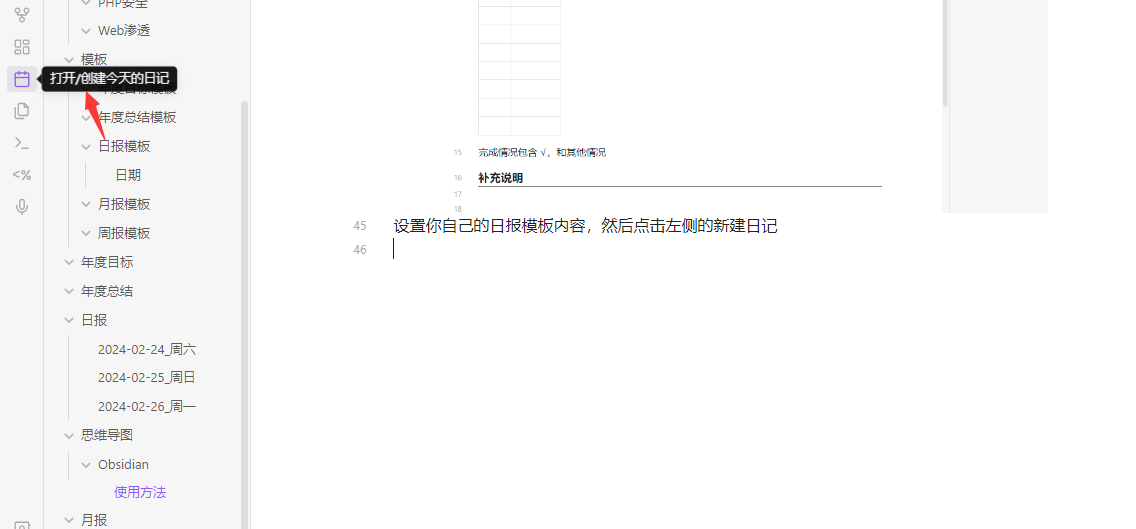 PHP安全
Web渗透
模板
打开/创建今天的日记
年度目标模板
年度总结模板
日报模板
日期
月报模板
周报模板
年度目标
年度总结
日报
2024-02-24_周六
2024-02-25_周日
2024-02-26_周一
思维导图
Obsidian
使用方法
月报
15 完成情况包含 √，和其他情况
16 补充说明
17
18
45 设置你自己的日报模板内容，然后点击左侧的新建日记
46